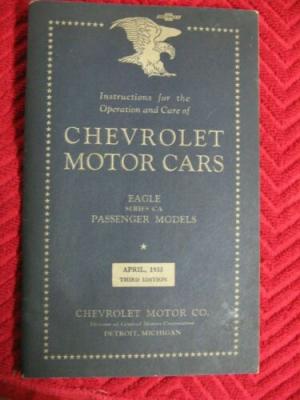 Instructions for the
Operation and Care of
CHEVROLET
MOTOR CARS
EAGLE
SERIES CA
PASSENGER MODELS
APRIL, 1933
THIRD EDITION
CHEVROLET MOTOR CO.
Division of General Motors Corporation
DETROIT, MICHIGAN